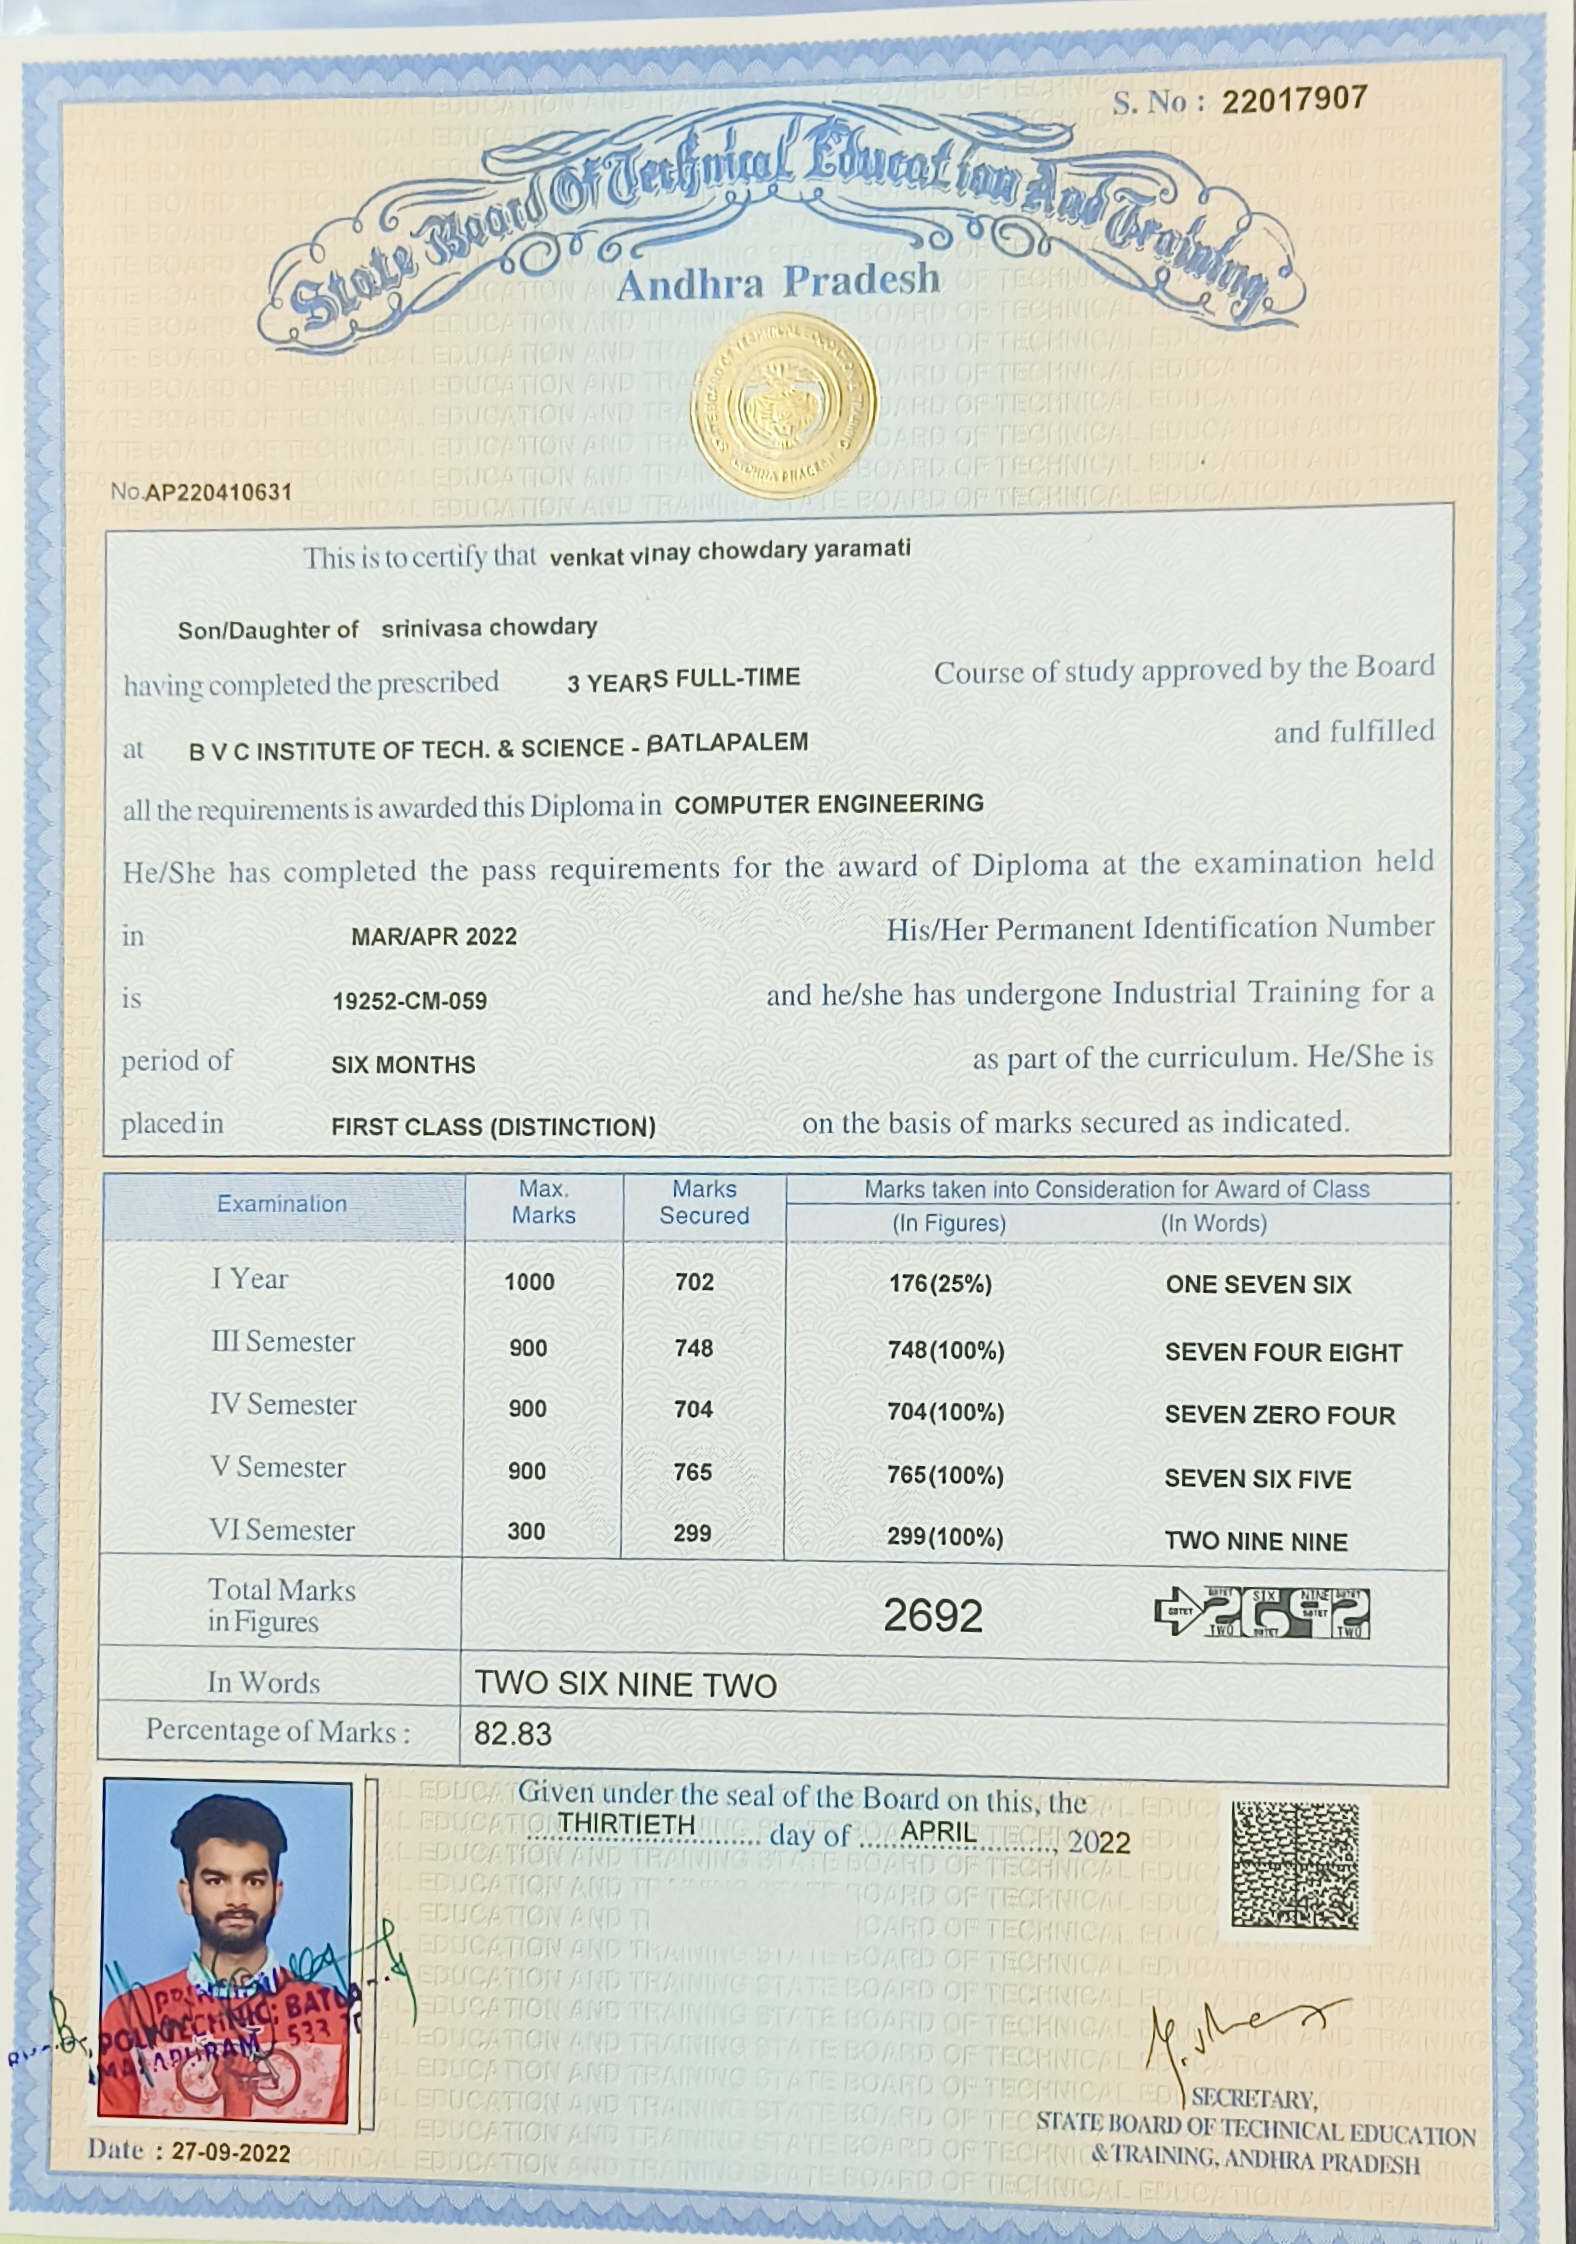 S. No : 22017907
State Board Of Technical Education And Training
Andhra Pradesh
STATE BOARD OF TECHNICAL EDUCATION & TRAINING
ANDHRA PRADESH
No.AP220410631
This is to certify that venkat vinay chowdary yaramati
Son/Daughter of srinivasa chowdary
having completed the prescribed 3 YEARS FULL-TIME Course of study approved by the Board
at B V C INSTITUTE OF TECH. & SCIENCE - BATLAPALEM and fulfilled
all the requirements is awarded this Diploma in COMPUTER ENGINEERING
He/She has completed the pass requirements for the award of Diploma at the examination held
in MAR/APR 2022 His/Her Permanent Identification Number
is 19252-CM-059 and he/she has undergone Industrial Training for a
period of SIX MONTHS as part of the curriculum. He/She is
placed in FIRST CLASS (DISTINCTION) on the basis of marks secured as indicated.
Examination Max. Marks Marks Secured Marks taken into Consideration for Award of Class
(In Figures) (In Words)
I Year 1000 702 176(25%) ONE SEVEN SIX
III Semester 900 748 748(100%) SEVEN FOUR EIGHT
IV Semester 900 704 704(100%) SEVEN ZERO FOUR
V Semester 900 765 765(100%) SEVEN SIX FIVE
VI Semester 300 299 299(100%) TWO NINE NINE
Total Marks in Figures 2692 SBTET 2692
In Words TWO SIX NINE TWO
Percentage of Marks : 82.83
Given under the seal of the Board on this, the
THIRTIETH day of APRIL, 2022
POLYTECHNIC; BATLA
533
SECRETARY,
STATE BOARD OF TECHNICAL EDUCATION
& TRAINING, ANDHRA PRADESH
Date : 27-09-2022